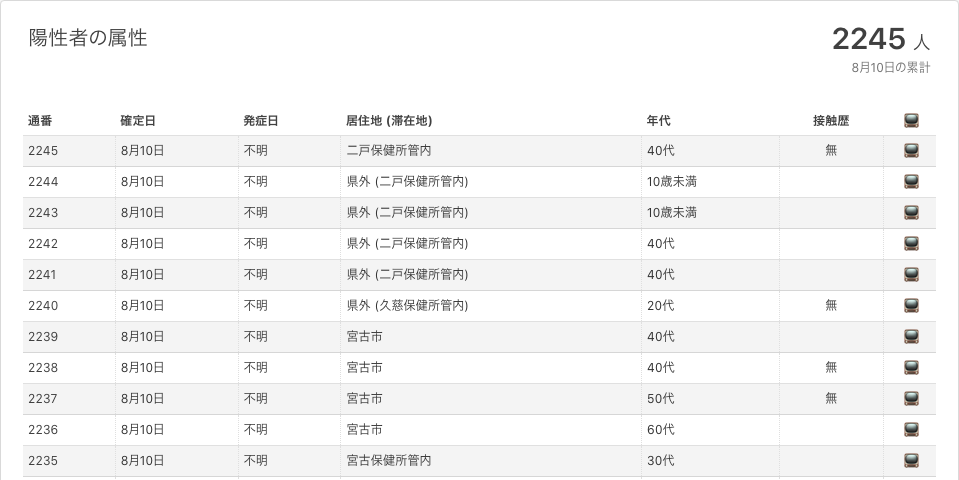 陽性者の属性
2245 人
8月10日の累計
通番 確定日 発症日 居住地 (滞在地) 年代 接触歴
2245 8月10日 不明 二戸保健所管内 40代 無
2244 8月10日 不明 県外 (二戸保健所管内) 10歳未満
2243 8月10日 不明 県外 (二戸保健所管内) 10歳未満
2242 8月10日 不明 県外 (二戸保健所管内) 40代
2241 8月10日 不明 県外 (二戸保健所管内) 40代
2240 8月10日 不明 県外 (久慈保健所管内) 20代 無
2239 8月10日 不明 宮古市 40代
2238 8月10日 不明 宮古市 40代 無
2237 8月10日 不明 宮古市 50代 無
2236 8月10日 不明 宮古市 60代
2235 8月10日 不明 宮古保健所管内 30代